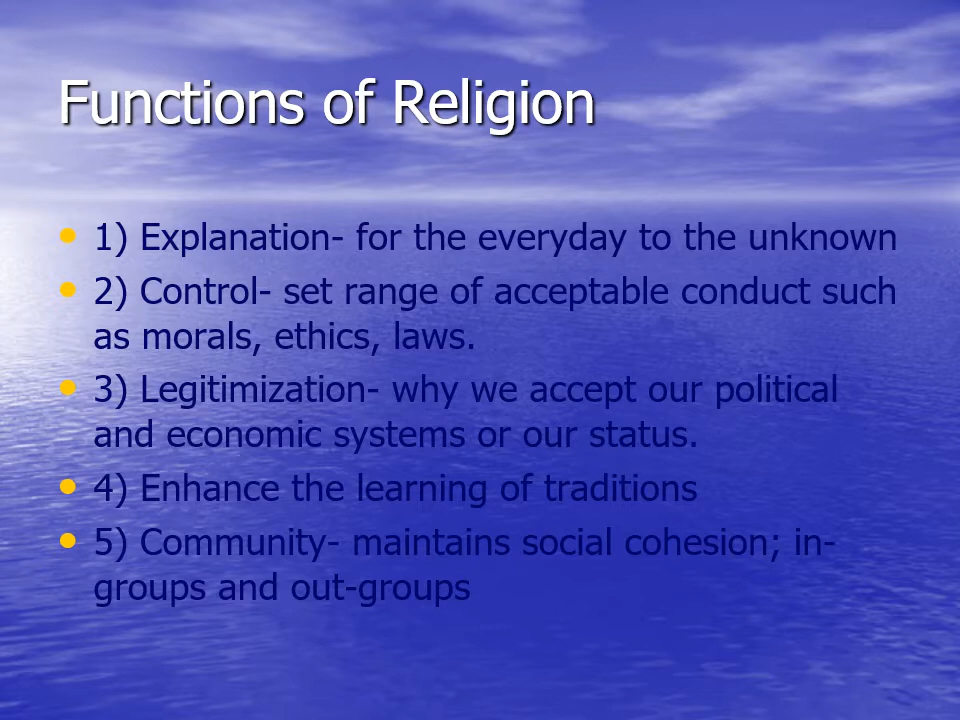 Functions of Religion
• 1) Explanation- for the everyday to the unknown
• 2) Control- set range of acceptable conduct such
as morals, ethics, laws.
• 3) Legitimization- why we accept our political
and economic systems or our status.
• 4) Enhance the learning of traditions
• 5) Community- maintains social cohesion; in-
groups and out-groups